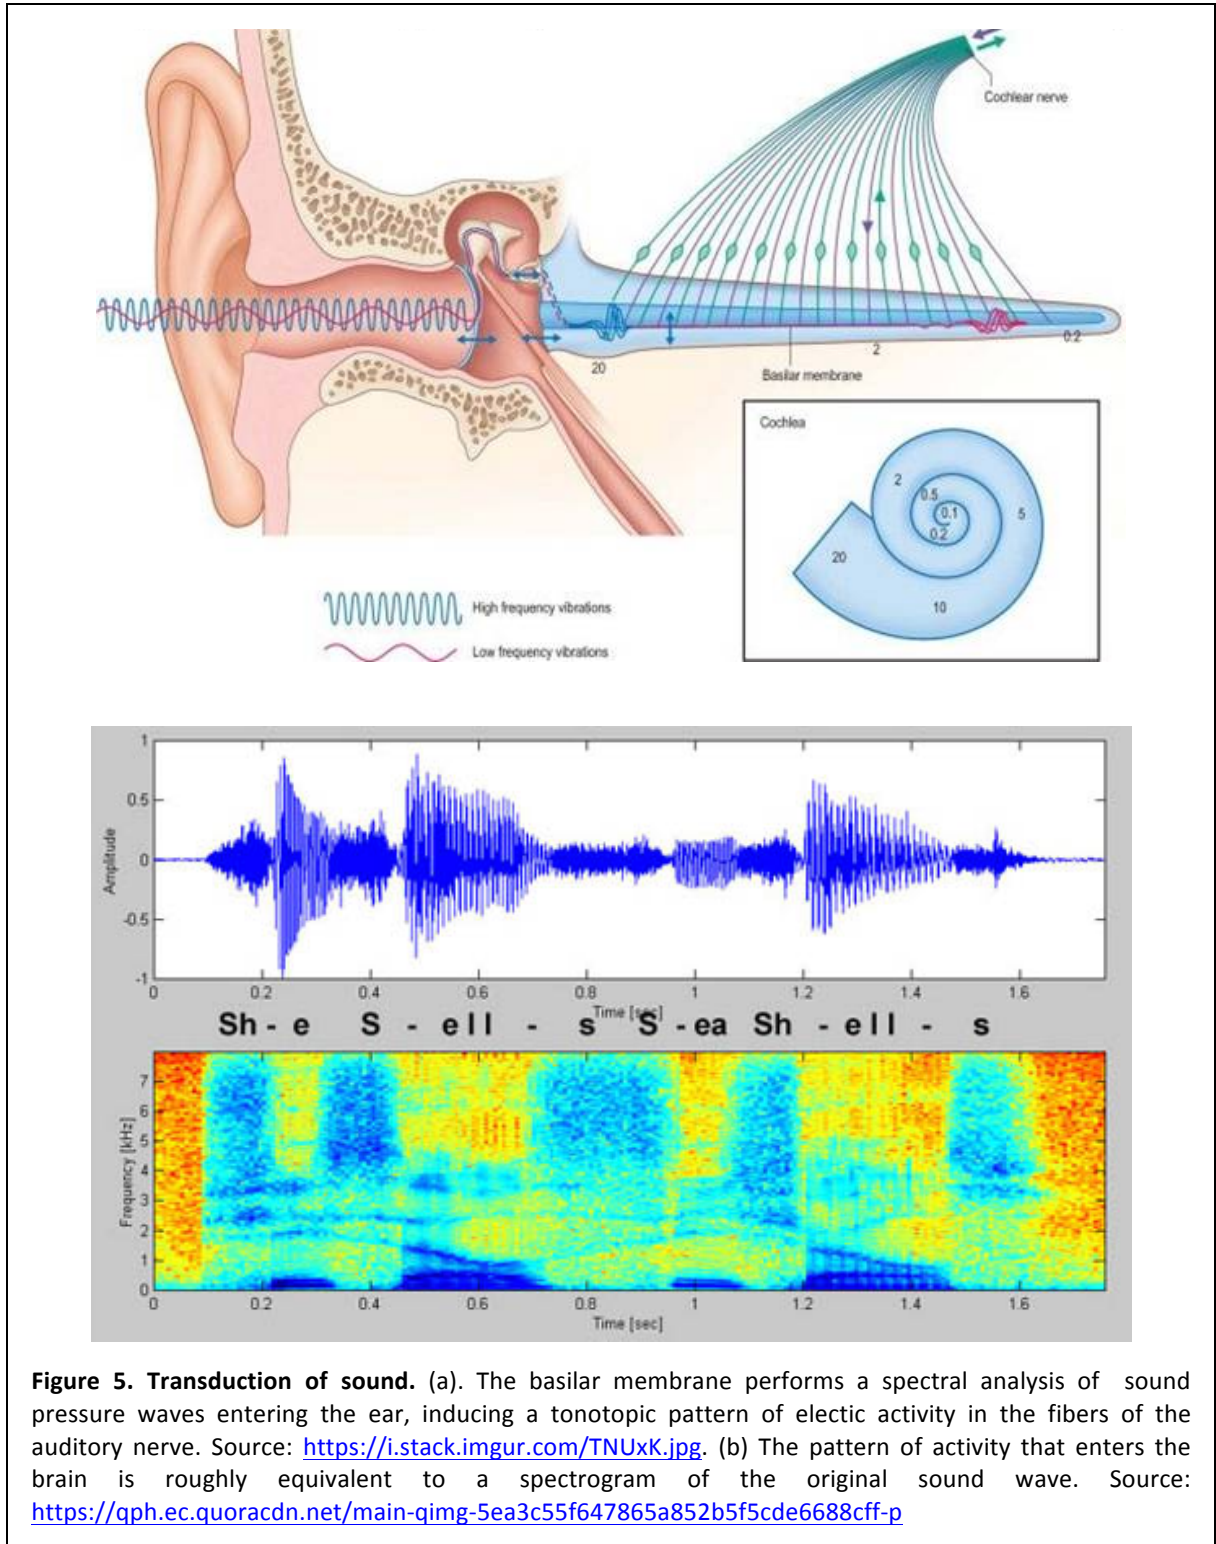 Cochlear nerve
20
2
0.2
Basilar membrane
Cochlea
2
0.5
0.1
5
0.2
20
10
High frequency vibrations
Low frequency vibrations
1
0.5
0
-0.5
-1
Amplitude
0 0.2 0.4 0.6 0.8 1 1.2 1.4 1.6
Time [sec]
Sh - e S - ell - s S - ea Sh - ell - s
7
6
5
4
3
2
1
0
Frequency [kHz]
0 0.2 0.4 0.6 0.8 1 1.2 1.4 1.6
Time [sec]
Figure 5. Transduction of sound. (a). The basilar membrane performs a spectral analysis of sound
pressure waves entering the ear, inducing a tonotopic pattern of electic activity in the fibers of the
auditory nerve. Source: https://i.stack.imgur.com/TNUxK.jpg. (b) The pattern of activity that enters the
brain is roughly equivalent to a spectrogram of the original sound wave. Source:
https://qph.ec.quoracdn.net/main-qimg-5ea3c55f647865a852b5f5cde6688cff-p